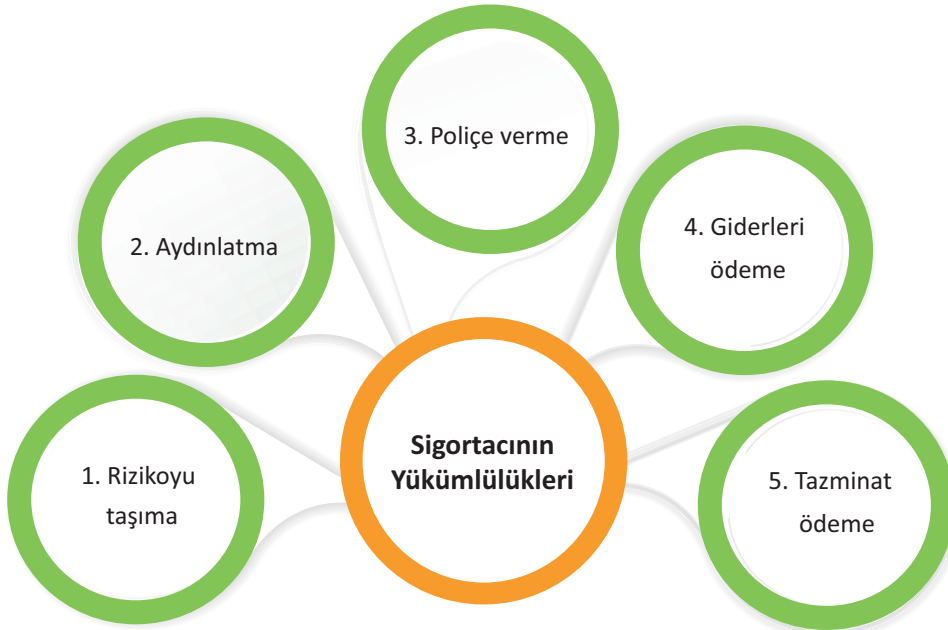 3. Poliçe verme
2. Aydınlatma
4. Giderleri
ödeme
Sigortacının
Yükümlülükleri
1. Rizikoyu
taşıma
5. Tazminat
ödeme